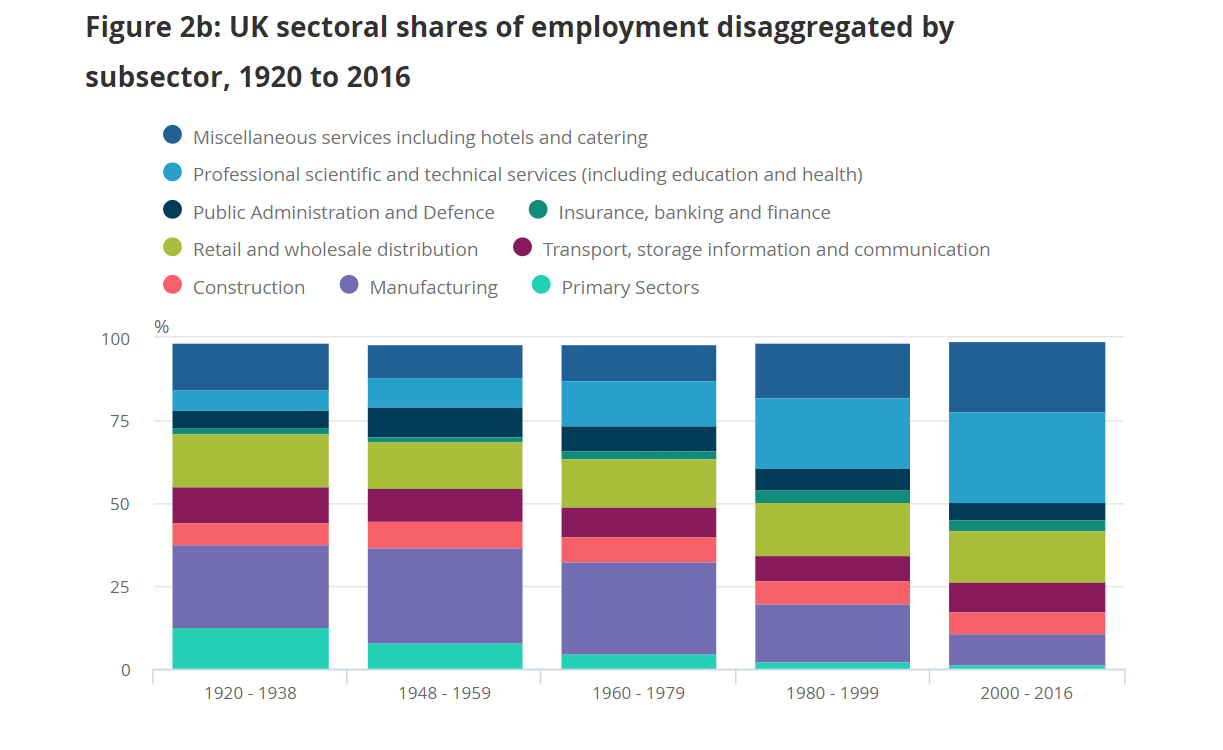 Figure 2b: UK sectoral shares of employment disaggregated by
subsector, 1920 to 2016
Miscellaneous services including hotels and catering
Professional scientific and technical services (including education and health)
Public Administration and Defence Insurance, banking and finance
Retail and wholesale distribution Transport, storage information and communication
Construction Manufacturing Primary Sectors
%
100
75
50
25
0
1920 - 1938 1948 - 1959 1960 - 1979 1980 - 1999 2000 - 2016